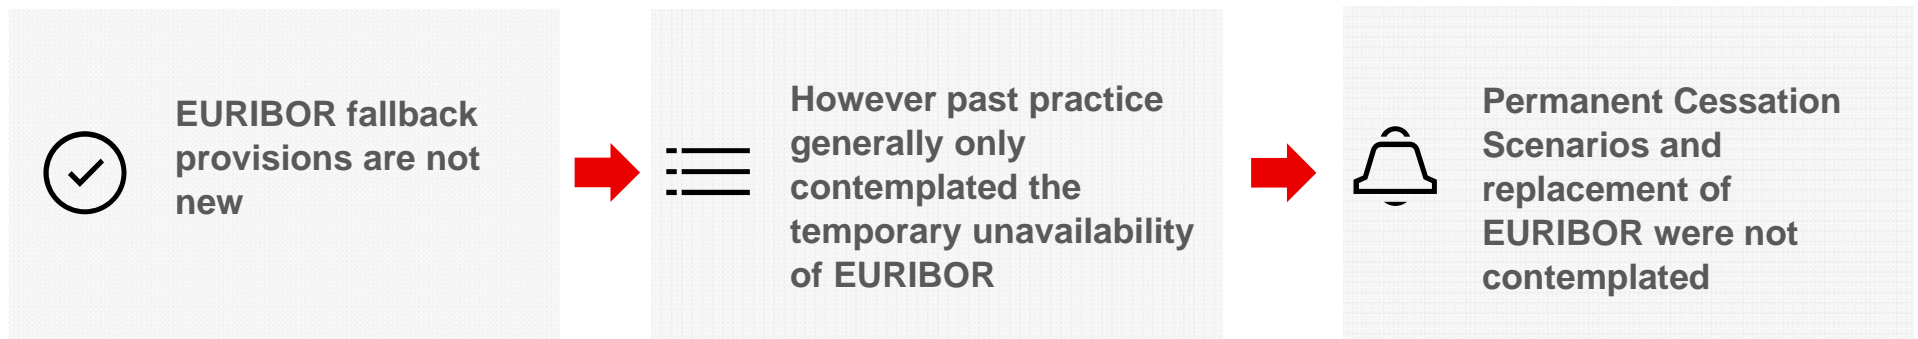 EURIBOR fallback
provisions are not
new
However past practice
generally only
contemplated the
temporary unavailability
of EURIBOR
Permanent Cessation
Scenarios and
replacement of
EURIBOR were not
contemplated